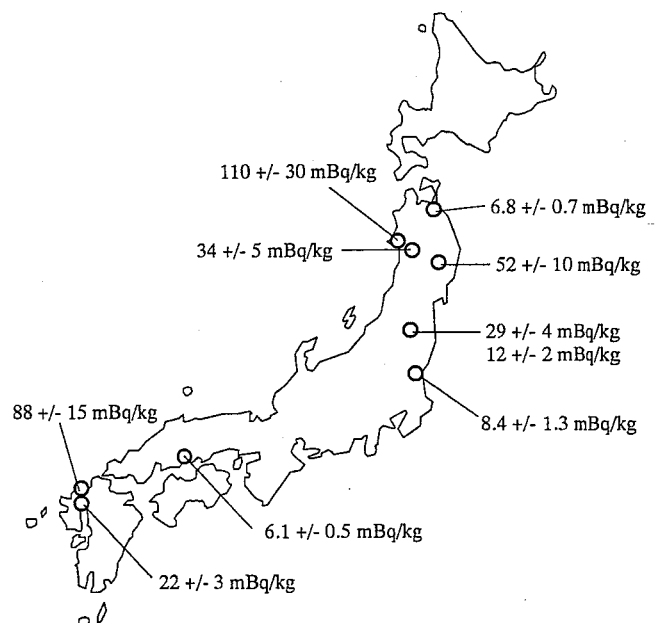 110 +/- 30 mBq/kg
6.8 +/- 0.7 mBq/kg
34 +/- 5 mBq/kg
52 +/- 10 mBq/kg
29 +/- 4 mBq/kg
12 +/- 2 mBq/kg
88 +/- 15 mBq/kg
8.4 +/- 1.3 mBq/kg
6.1 +/- 0.5 mBq/kg
22 +/- 3 mBq/kg